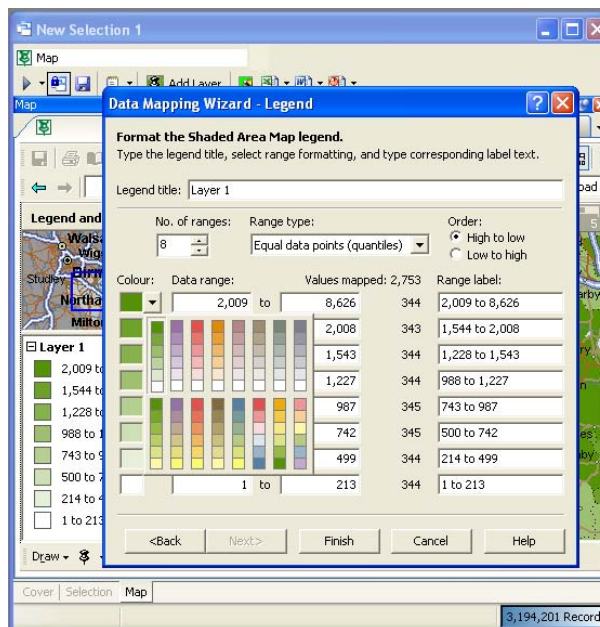 New Selection 1
Map
Add Layer
Map
Data Mapping Wizard - Legend
Format the Shaded Area Map legend.
Type the legend title, select range formatting, and type corresponding label text.
Legend title: Layer 1
No. of ranges: Range type: Order:
8 Equal data points (quantiles) High to low
Low to high
Colour: Data range: Values mapped: 2,753 Range label:
2,009 to 8,626 344 2,009 to 8,626
2,008 343 1,544 to 2,008
1,543 344 1,228 to 1,543
1,227 344 988 to 1,227
987 345 743 to 987
742 345 500 to 742
499 344 214 to 499
1 to 213 344 1 to 213
<Back Next> Finish Cancel Help
Legend and
Studley
Northa
Milto
Layer 1
2,009 to
1,544 to
1,228 to
988 to 1
743 to 9
500 to 7
214 to 4
1 to 213
Draw
Cover Selection Map
3,194,201 Record